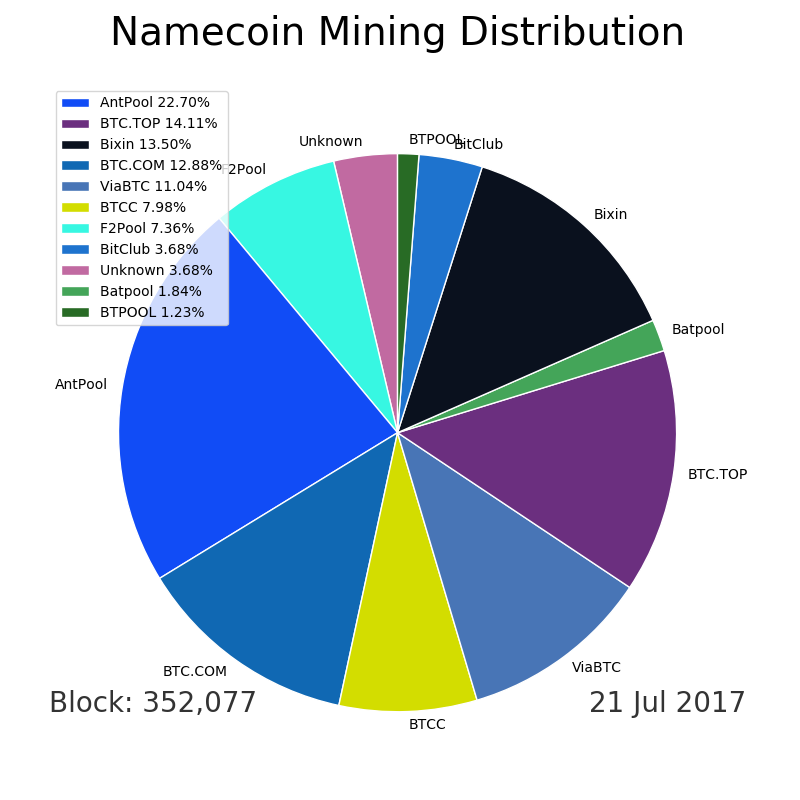 Namecoin Mining Distribution
AntPool 22.70%
BTC.TOP 14.11%
Bixin 13.50%
BTC.COM 12.88%
ViaBTC 11.04%
BTCC 7.98%
F2Pool 7.36%
BitClub 3.68%
Unknown 3.68%
Batpool 1.84%
BTPOOL 1.23%
Unknown
BTPOOL
BitClub
F2Pool
Bixin
Batpool
AntPool
BTC.TOP
ViaBTC
BTC.COM
BTCC
Block: 352,077
21 Jul 2017